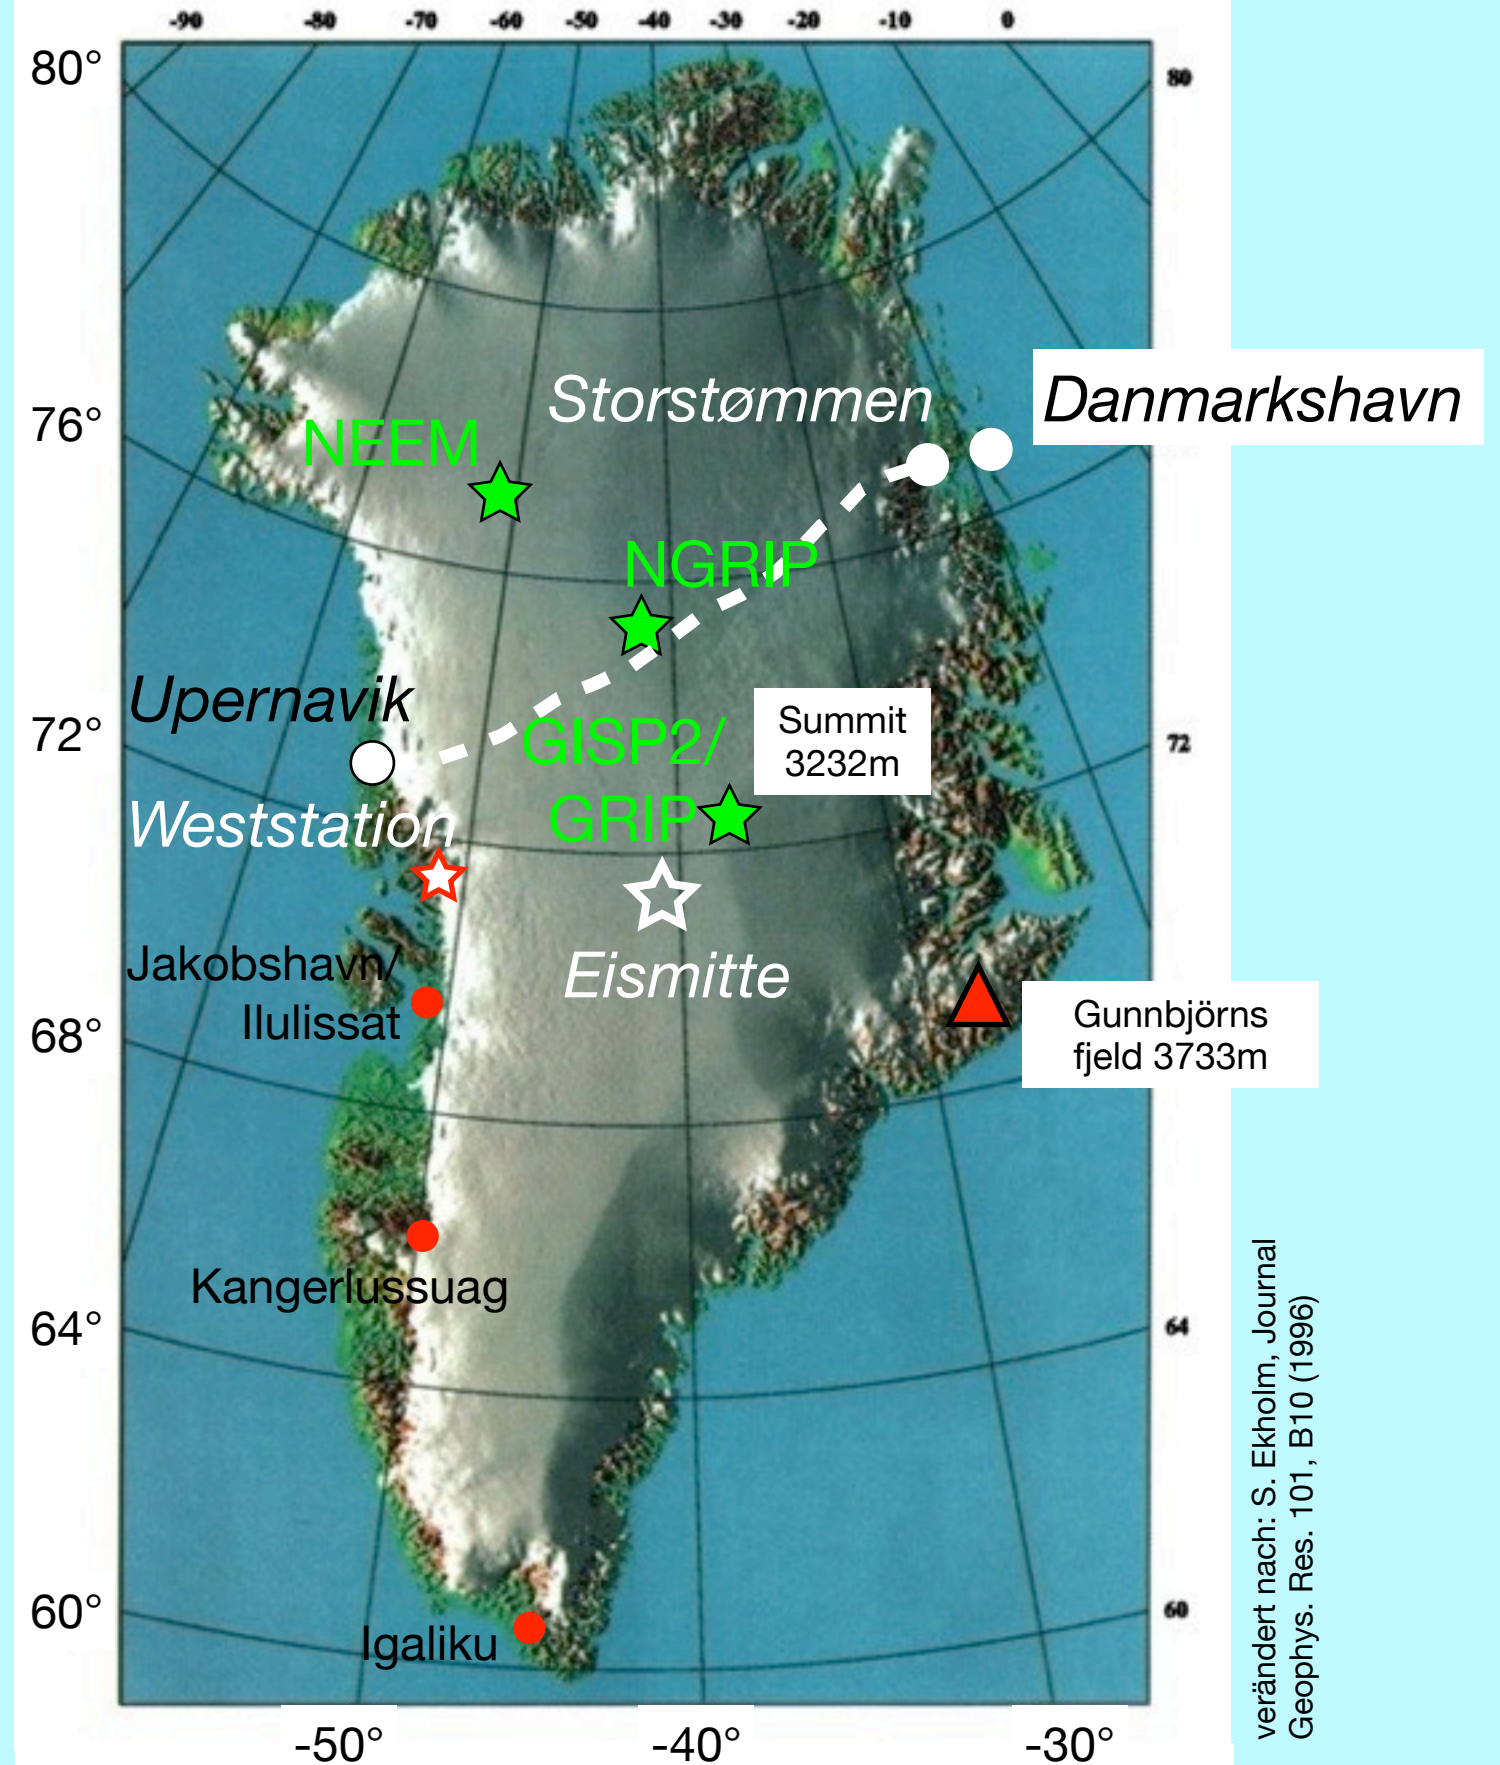 -90 -80 -70 -60 -50 -40 -30 -20 -10 0
80°
80
76°
Storstømmen
Danmarkshavn
NEEM
NGRIP
Upernavik
72°
72
GISP2/
GRIP
Summit
3232m
Weststation
Jakobshavn/
Ilulissat
Eismitte
68°
Gunnbjörns
fjeld 3733m
Kangerlussuag
64°
64
60°
60
Igaliku
-50° -40° -30°
verändert nach: S. Ekholm, Journal
Geophys. Res. 101, B10 (1996)